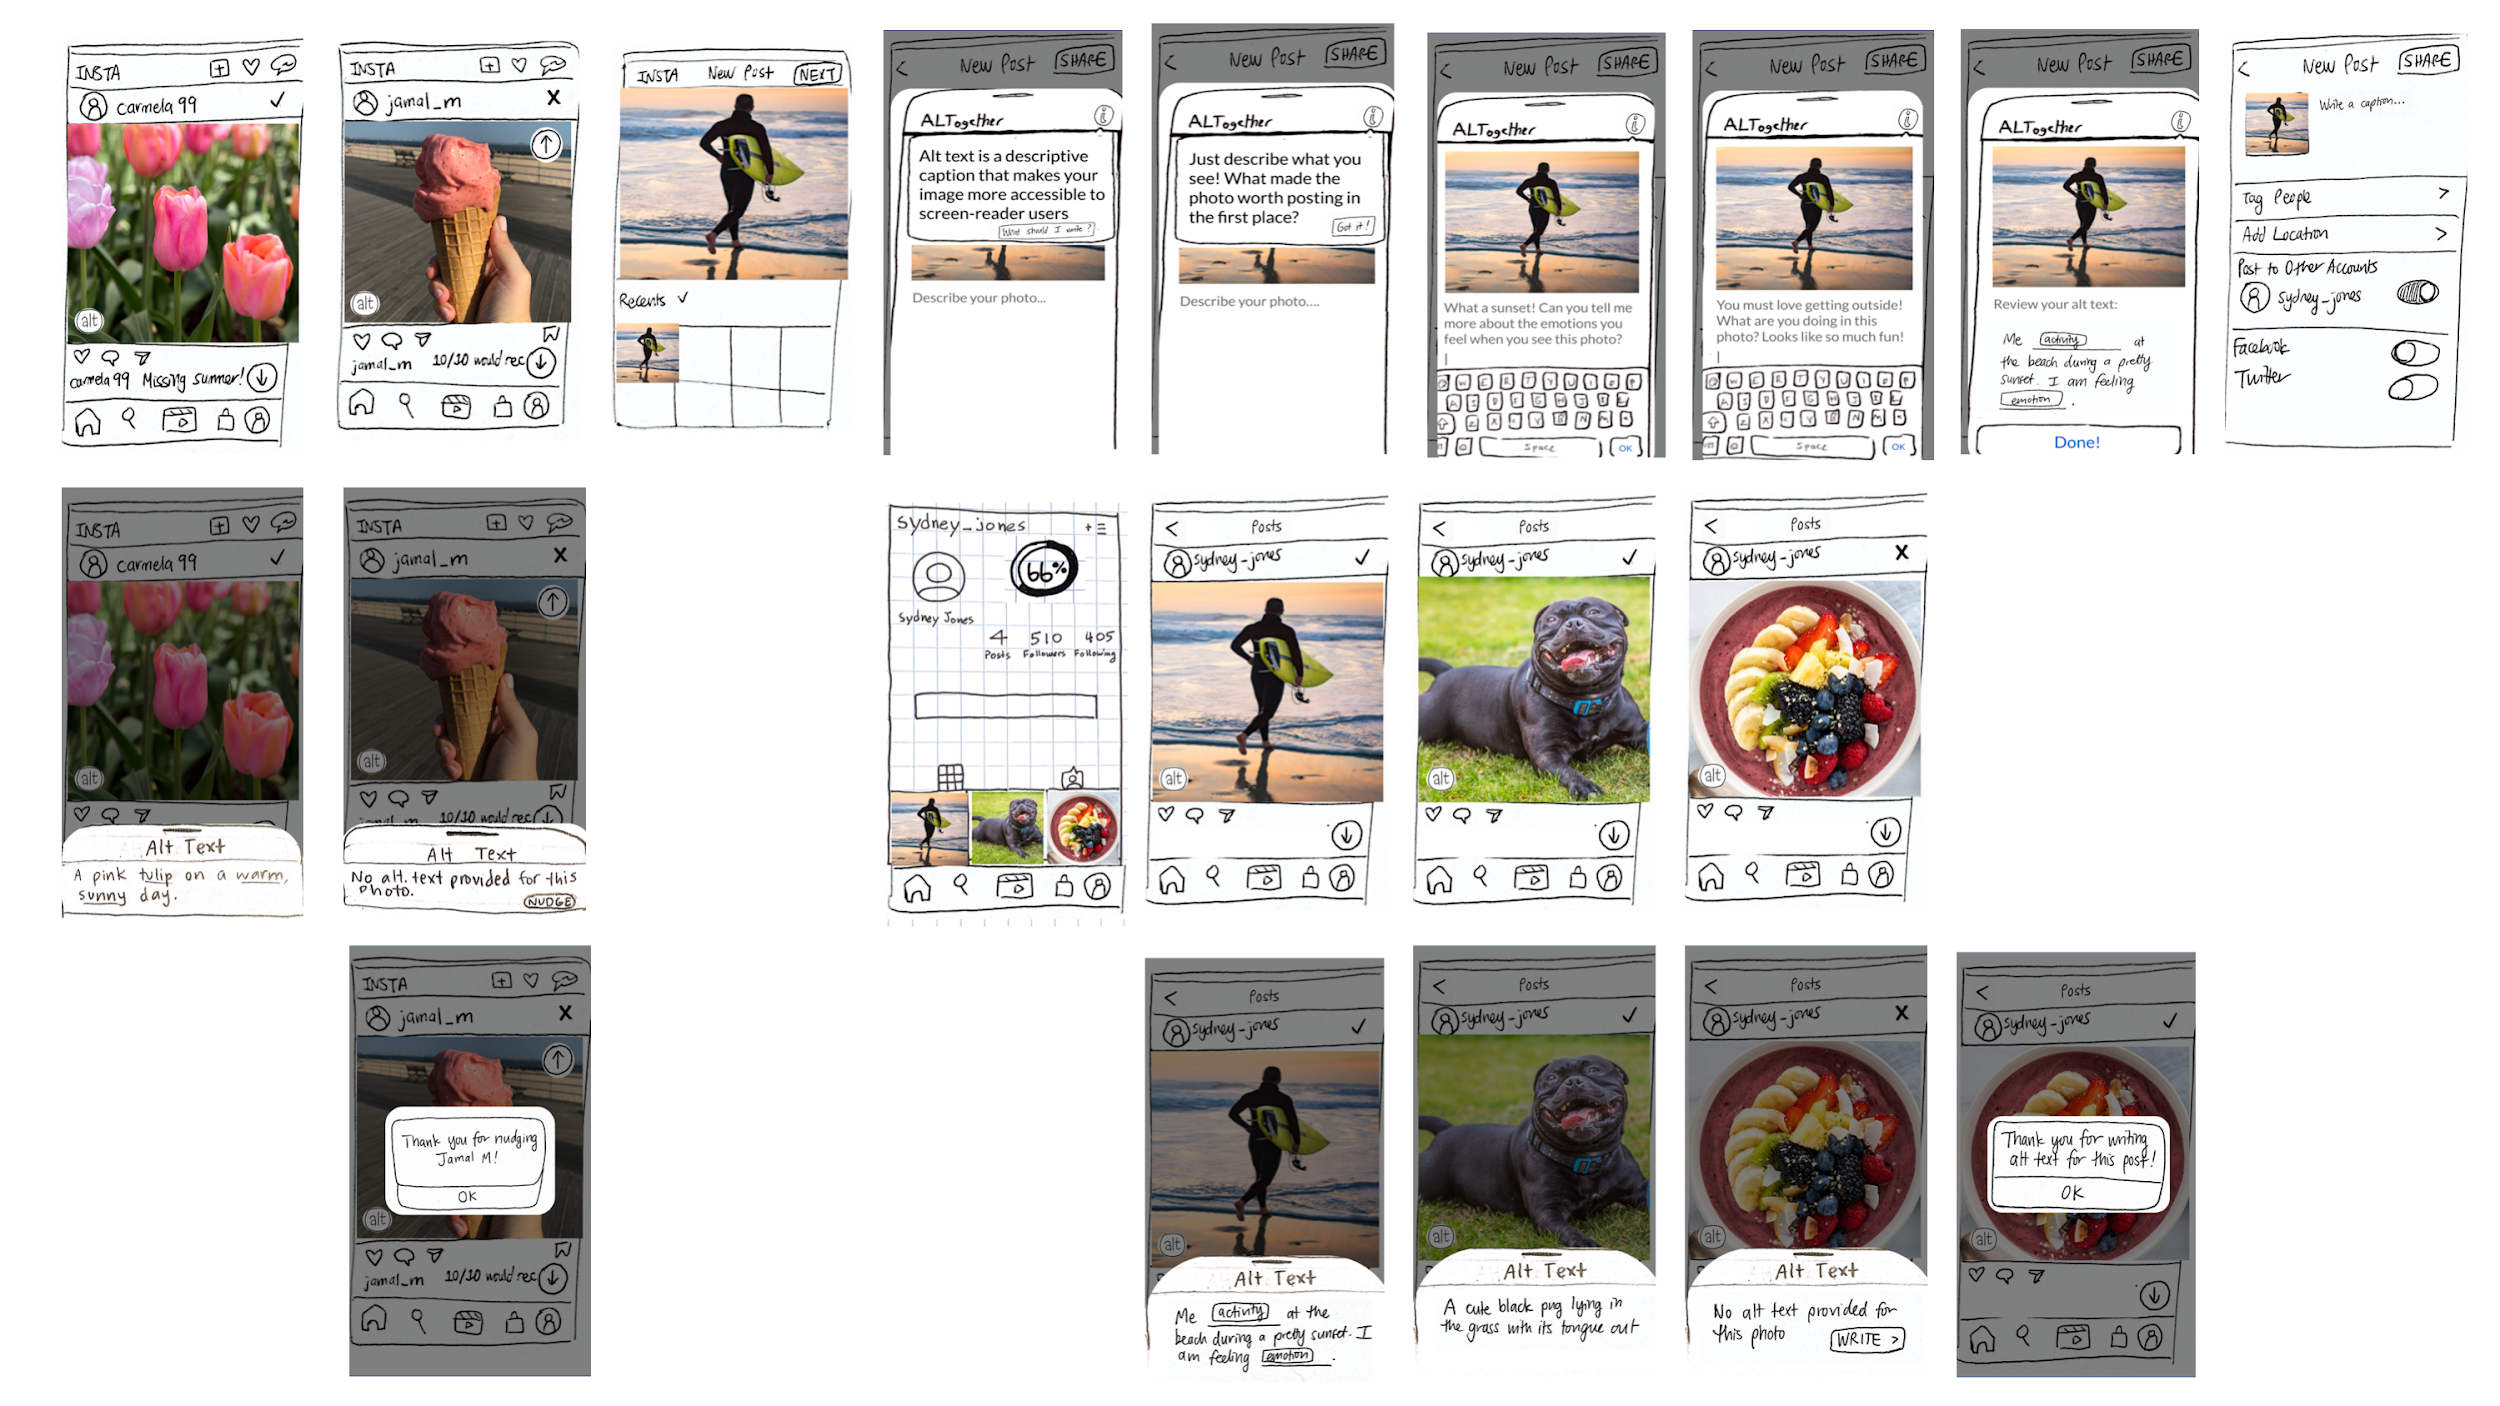 INSTA
carmela 99
alt
carmela 99 Missing summer!
INSTA
jamal_m
X
alt
jamal_m 10/10 would rec
INSTA New Post NEXT
Recents
New Post SHARE
ALTogether
Alt text is a descriptive
caption that makes your
image more accessible to
screen-reader users
What should I write?
Describe your photo...
New Post SHARE
ALTogether
Just describe what you
see! What made the
photo worth posting in
the first place?
Got it!
Describe your photo....
New Post SHARE
ALTogether
What a sunset! Can you tell me
more about the emotions you
feel when you see this photo?
Space OK
New Post SHARE
ALTogether
You must love getting outside!
What are you doing in this
photo? Looks like so much fun!
Space OK
New Post SHARE
ALTogether
Review your alt text:
Me activity at
the beach during a pretty
sunset. I am feeling
emotion.
Done!
New Post SHARE
Write a caption...
Tag People >
Add Location >
Post to Other Accounts
sydney_jones
Facebook
Twitter
INSTA
carmela 99
alt
Alt Text
A pink tulip on a warm,
sunny day.
INSTA
jamal_m
X
alt
jamal_m 10/10 would rec
Alt Text
No alt. text provided for this
photo.
NUDGE
sydney_jones
66%
Sydney Jones
4 510 405
Posts Followers Following
Posts
sydney_jones
alt
Posts
sydney_jones
alt
Posts
sydney_jones
X
alt
INSTA
jamal_m
X
Thank you for nudging
Jamal M!
OK
alt
jamal_m 10/10 would rec
Posts
sydney_jones
alt
Alt Text
Me activity at the
beach during a pretty sunset. I
am feeling emotion.
Posts
sydney_jones
alt
Alt Text
A cute black pug lying in
the grass with its tongue out
Posts
sydney_jones
X
alt
Alt Text
No alt text provided for
this photo
WRITE >
Posts
sydney_jones
Thank you for writing
alt text for this post!
OK
alt